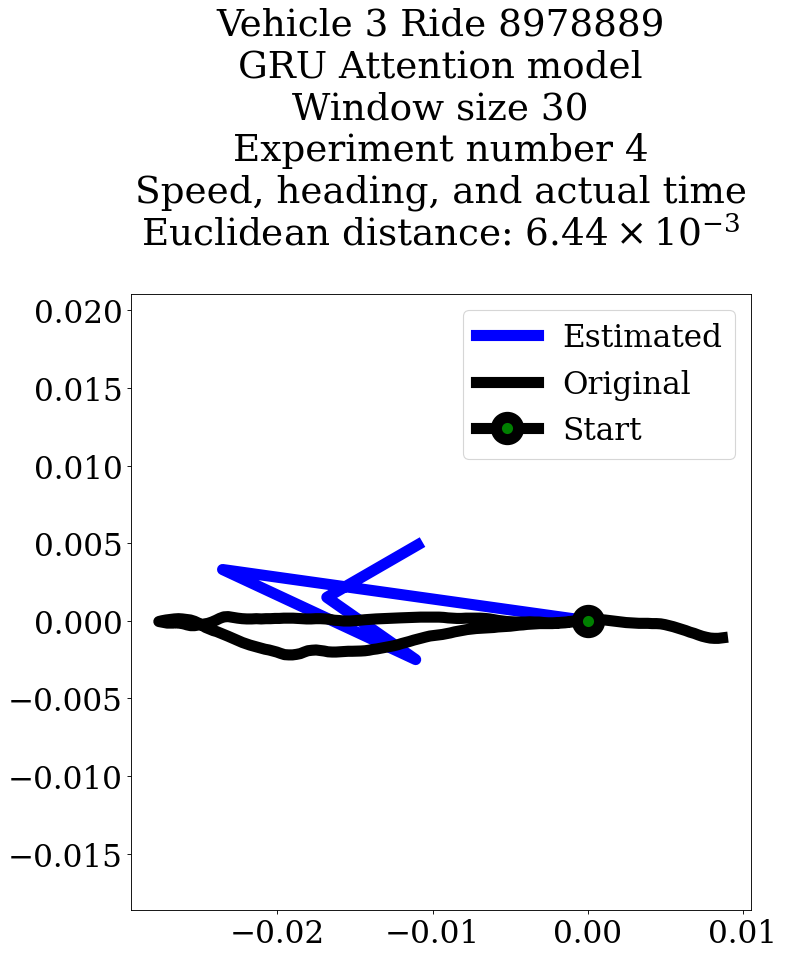 Vehicle 3 Ride 8978889
GRU Attention model
Window size 30
Experiment number 4
Speed, heading, and actual time
Euclidean distance: 6.44 × 10⁻³
0.020
0.015
0.010
0.005
0.000
−0.005
−0.010
−0.015
Estimated
Original
Start
−0.02
−0.01
0.00
0.01